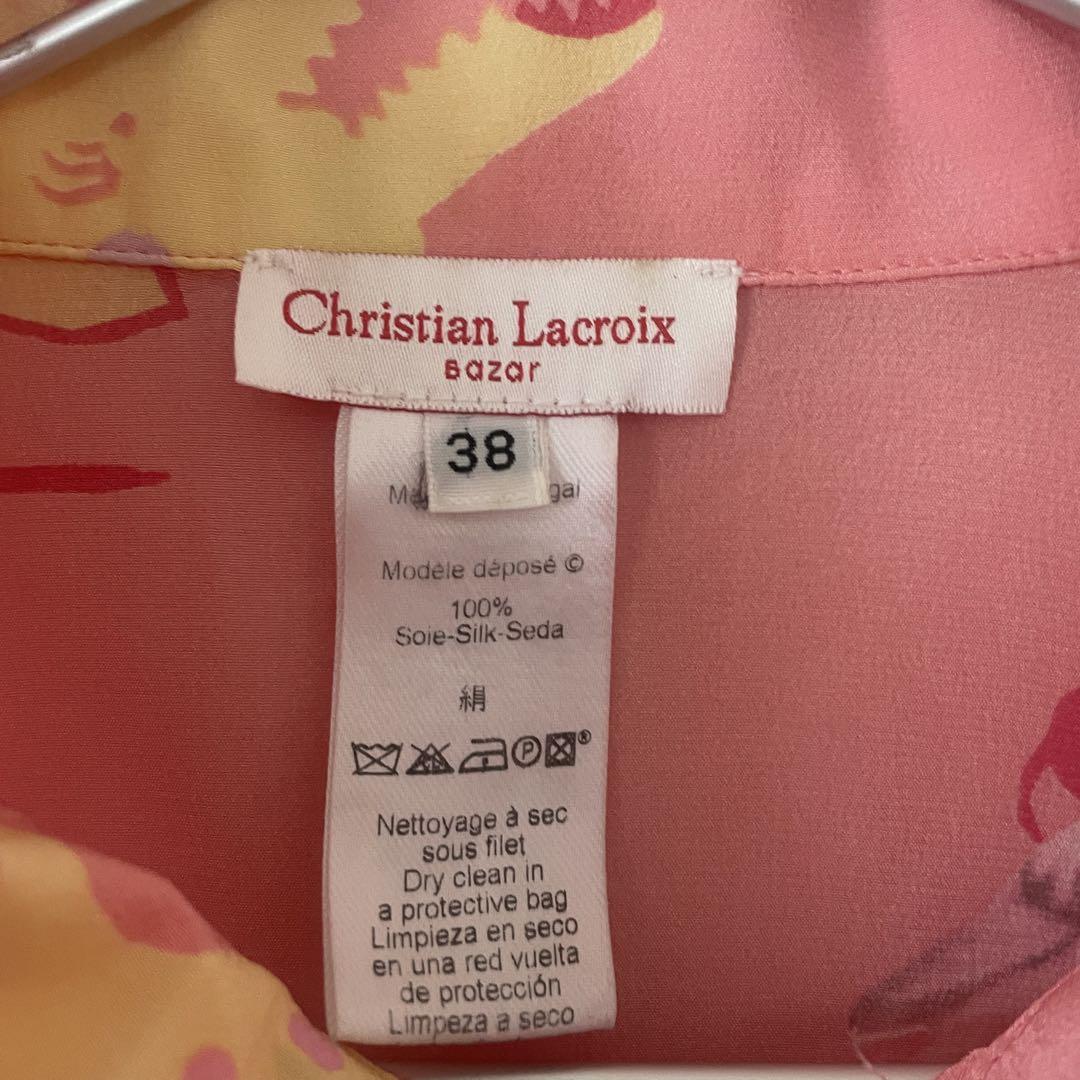 Christian Lacroix
Bazar
38
Modèle déposé ©
100%
Soie-Silk-Seda
絹
P ®
Nettoyage à sec
sous filet
Dry clean in
a protective bag
Limpieza en seco
en una red vuelta
de protección
Limpeza a seco